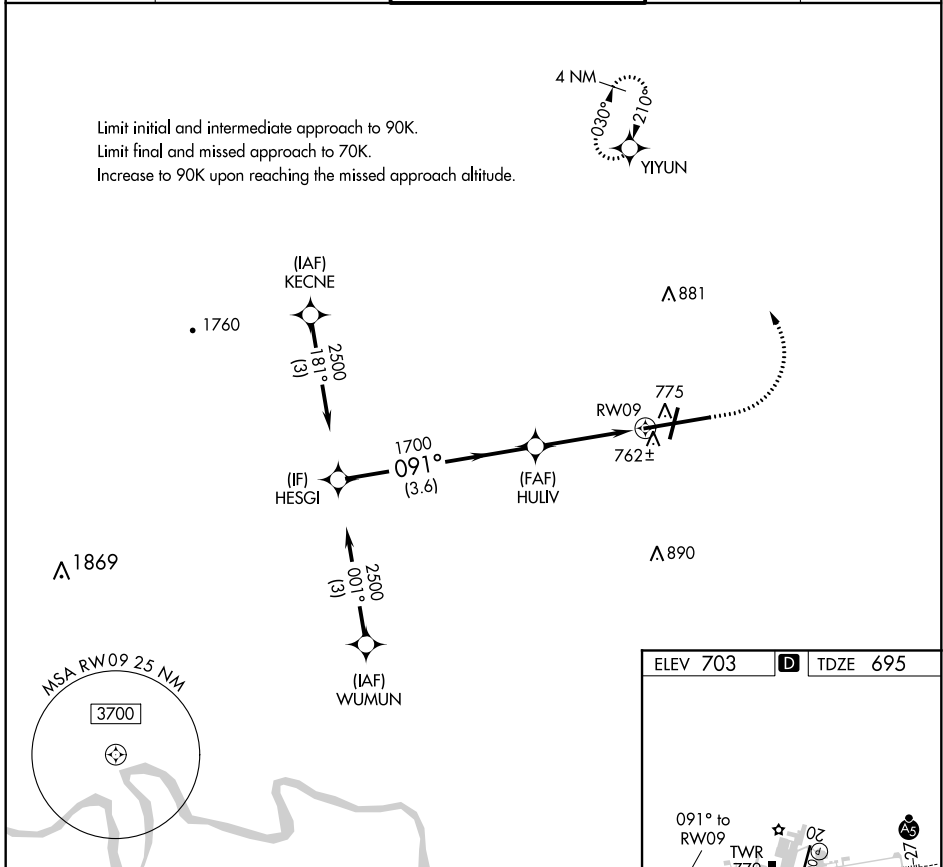 4 NM
030°
210°
YIYUN
Limit initial and intermediate approach to 90K.
Limit final and missed approach to 70K.
Increase to 90K upon reaching the missed approach altitude.
(IAF)
KECNE
1760
881
2500
181°
(3)
775
RW09
762±
1700
091°
(3.6)
(IF)
HESGI
(FAF)
HULIV
1869
890
2500
001°
(3)
(IAF)
WUMUN
MSA RW09 25 NM
3700
ELEV 703 D TDZE 695
091° to
RW09
TWR
20
P
A5
27